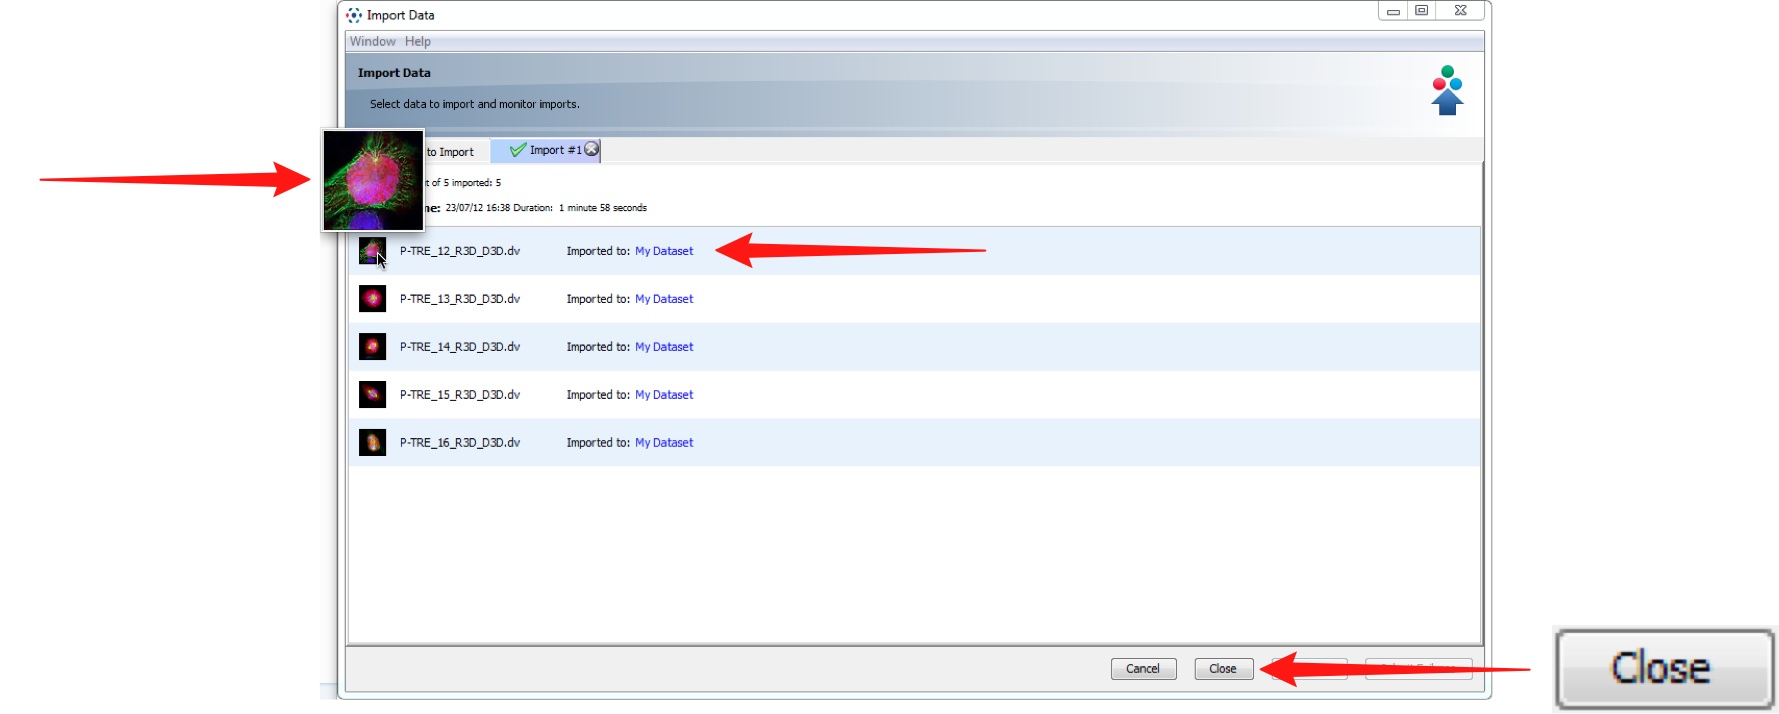 Import Data
Window Help
Import Data
Select data to import and monitor imports.
to Import
Import #1
of 5 imported: 5
23/07/12 16:38 Duration: 1 minute 58 seconds
P-TRE_12_R3D_D3D.dv Imported to: My Dataset
P-TRE_13_R3D_D3D.dv Imported to: My Dataset
P-TRE_14_R3D_D3D.dv Imported to: My Dataset
P-TRE_15_R3D_D3D.dv Imported to: My Dataset
P-TRE_16_R3D_D3D.dv Imported to: My Dataset
Cancel Close
Close